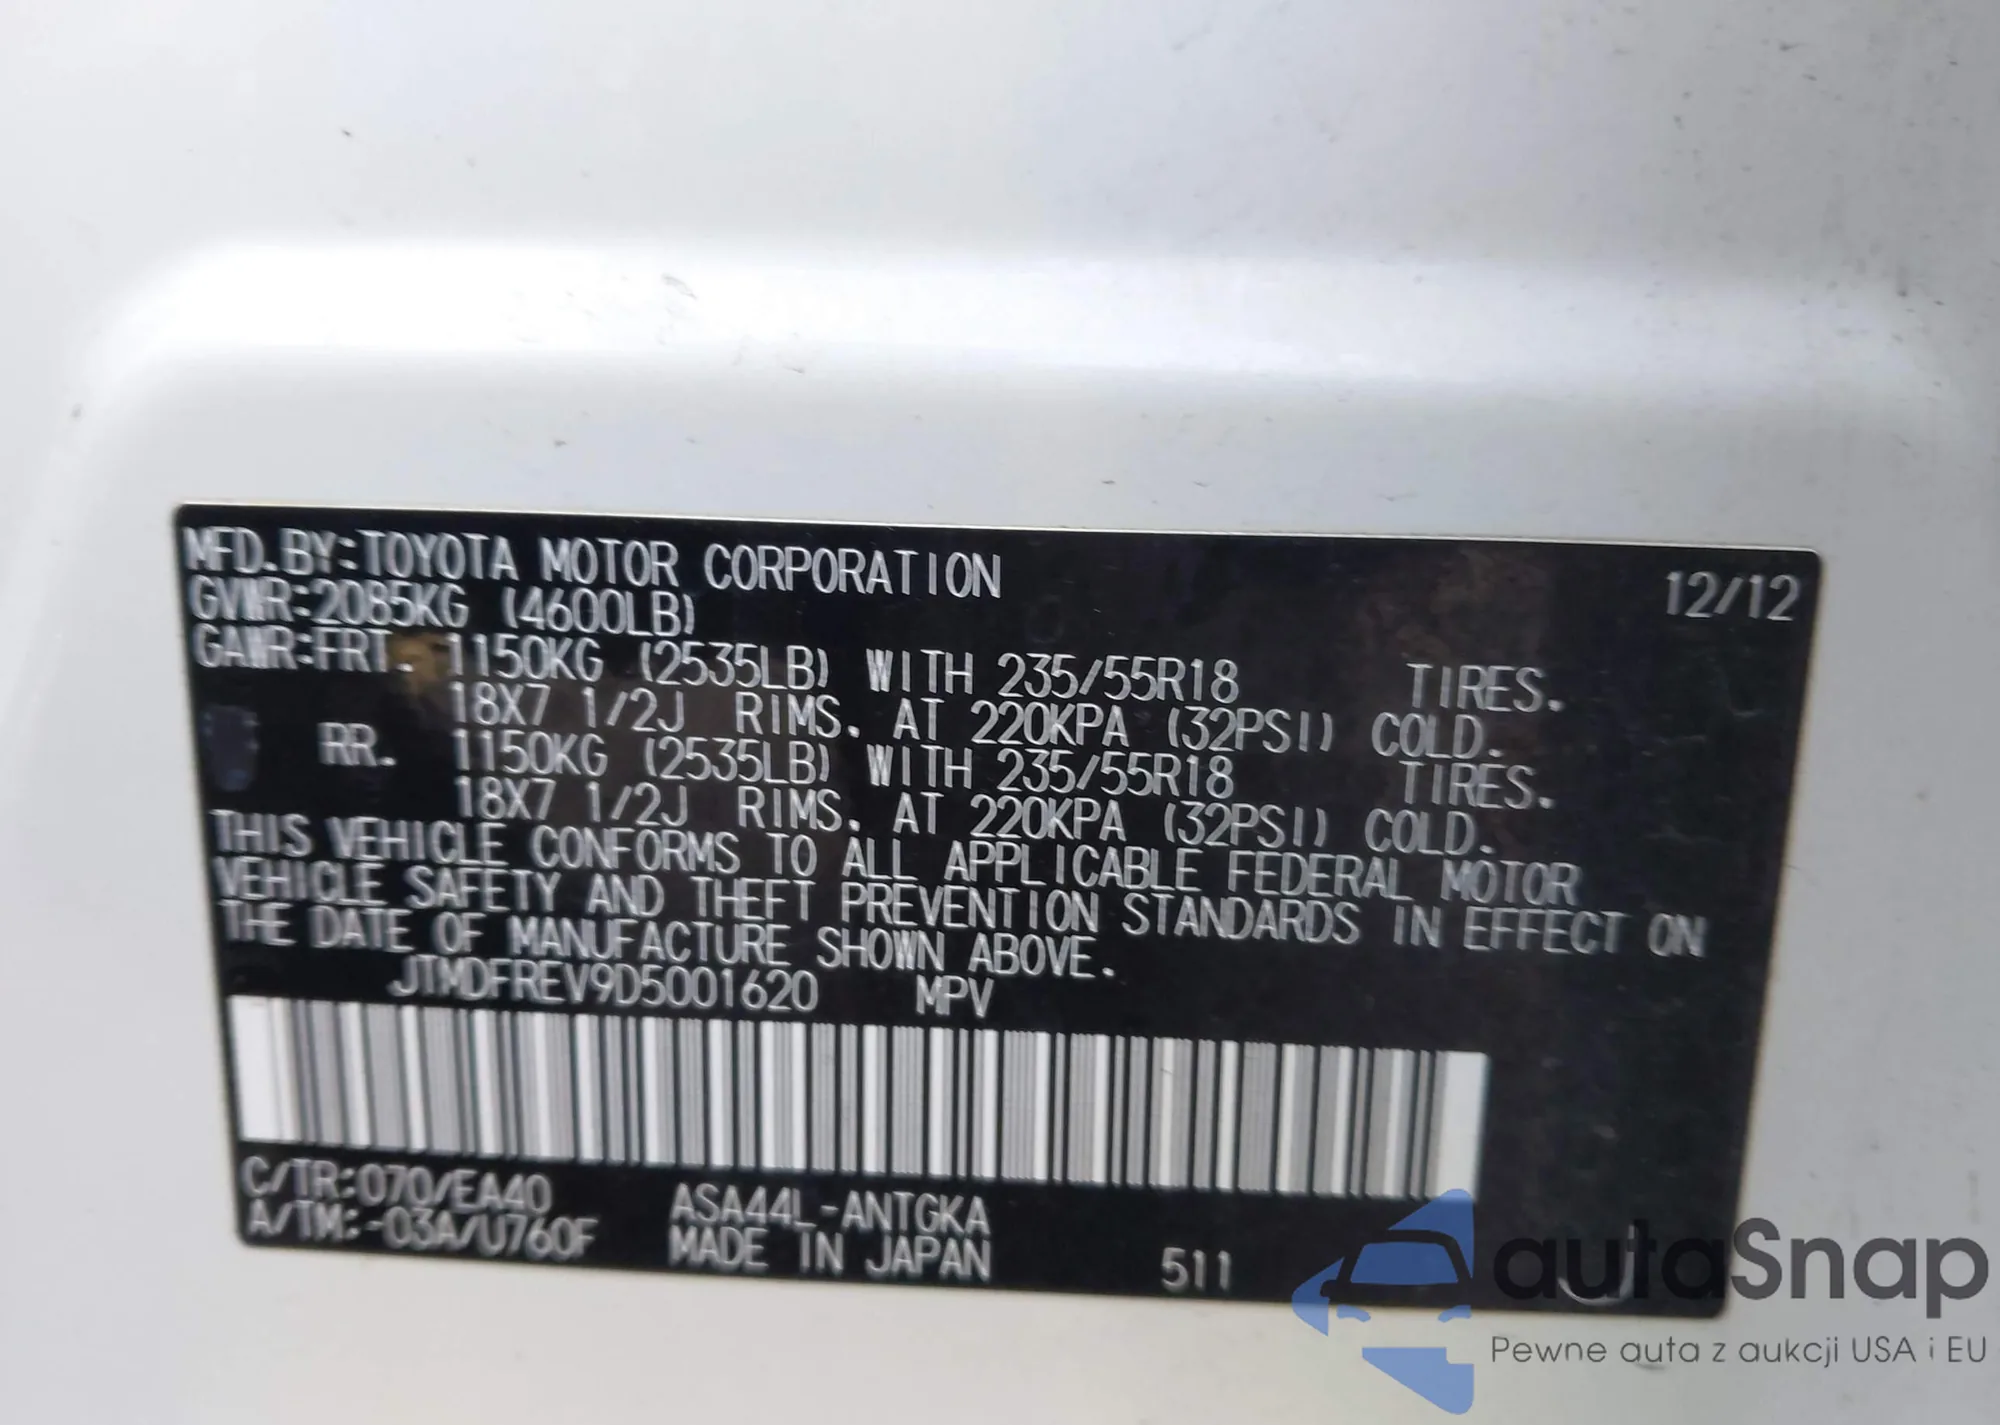 MFD.BY:TOYOTA MOTOR CORPORATION 12/12
GVWR:2085KG (4600LB)
GAWR:FRT. 1150KG (2535LB) WITH 235/55R18 TIRES.
18X7 1/2J RIMS. AT 220KPA (32PSI) COLD.
RR. 1150KG (2535LB) WITH 235/55R18 TIRES.
18X7 1/2J RIMS. AT 220KPA (32PSI) COLD.
THIS VEHICLE CONFORMS TO ALL APPLICABLE FEDERAL MOTOR
VEHICLE SAFETY AND THEFT PREVENTION STANDARDS IN EFFECT ON
THE DATE OF MANUFACTURE SHOWN ABOVE.
JTMDFREV9D5001620 MPV
C/TR:070/EA40 ASA44L-ANTGKA
A/TM:-03A/U760F MADE IN JAPAN 511
autoSnap
Pewne auta z aukcji USA i EU